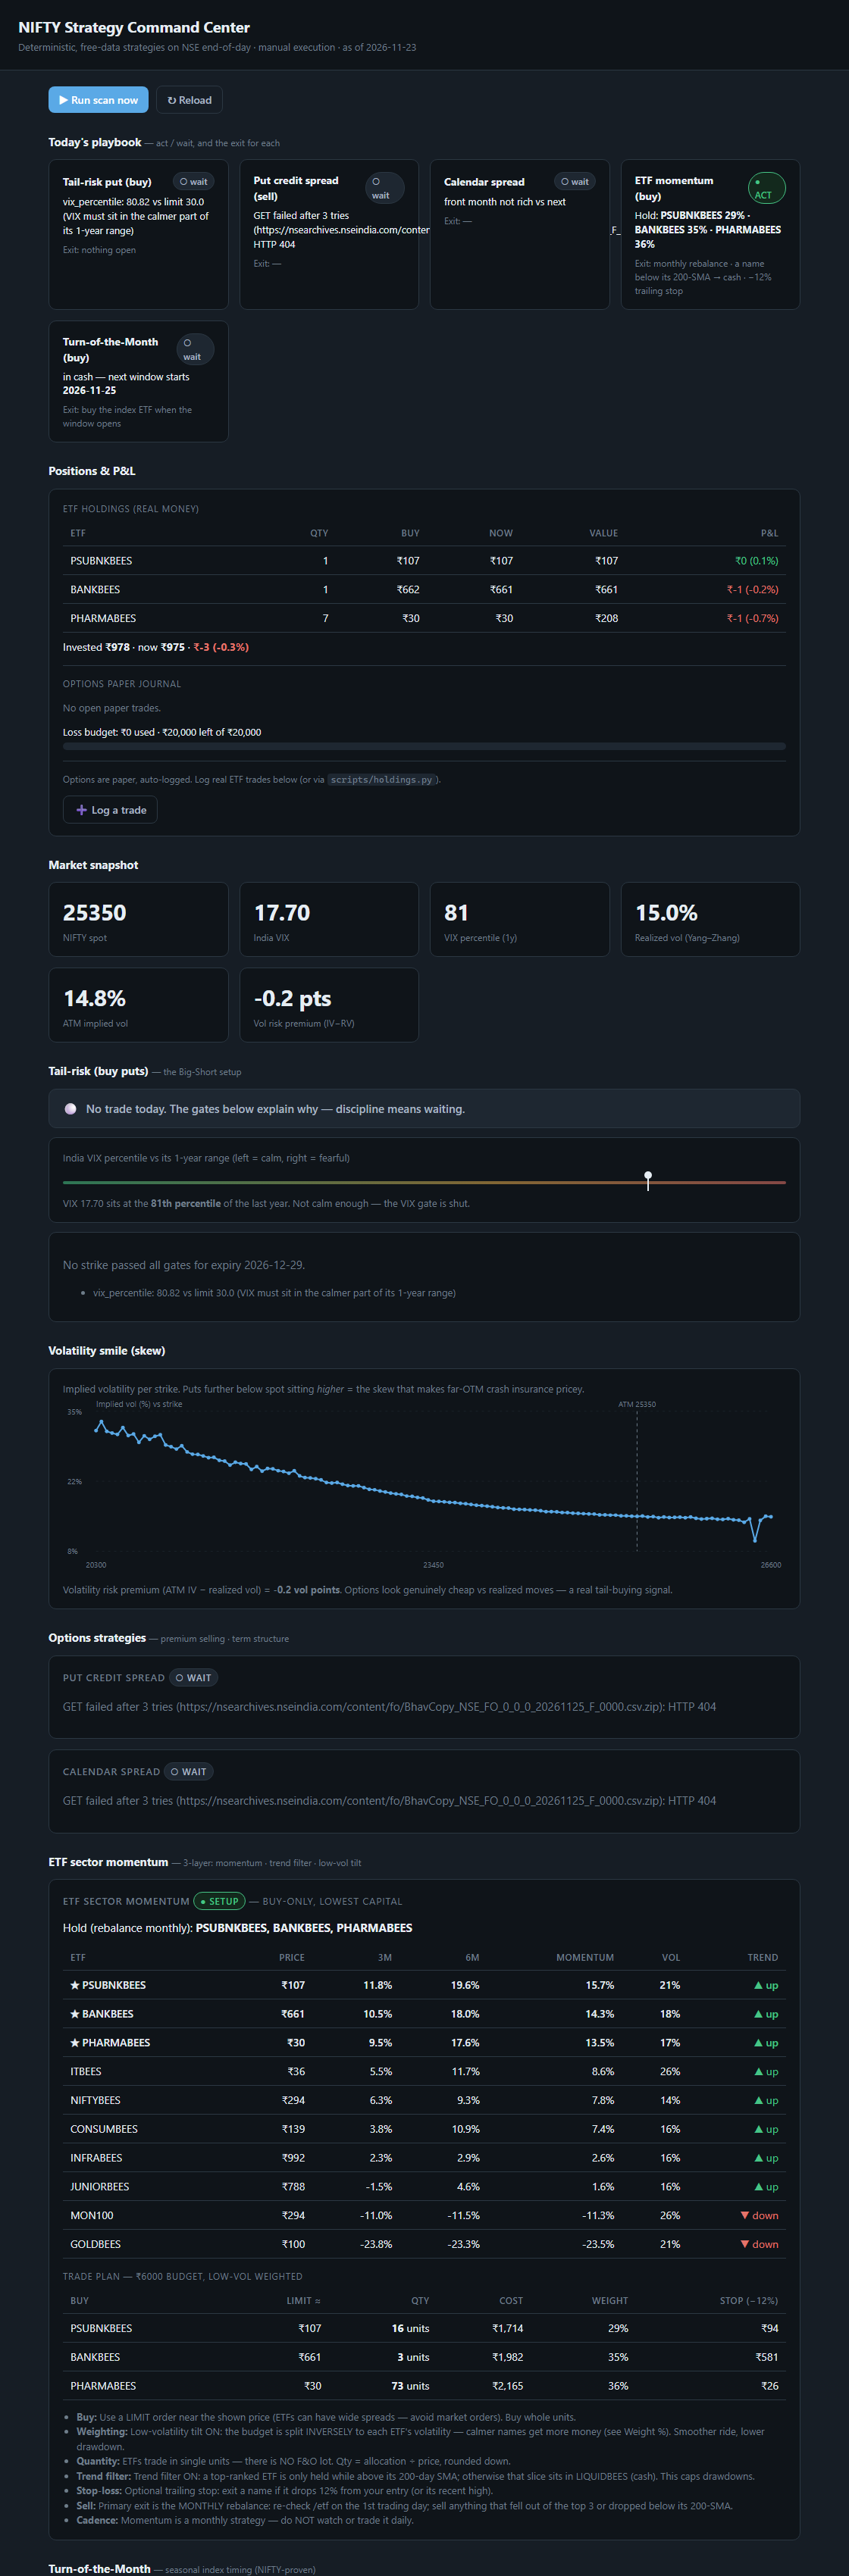 NIFTY Strategy Command Center
Deterministic, free-data strategies on NSE end-of-day · manual execution · as of 2026-11-23
▶ Run scan now
↻ Reload
Today's playbook — act / wait, and the exit for each
Tail-risk put (buy)
○ wait
vix_percentile: 80.82 vs limit 30.0
(VIX must sit in the calmer part of
its 1-year range)
Exit: nothing open
Put credit spread
(sell)
○
wait
GET failed after 3 tries
(https://nsearchives.nseindia.com/conten
HTTP 404
Exit: —
Calendar spread
○ wait
front month not rich vs next
Exit: —
_F_
ETF momentum
(buy)
●
ACT
Hold: PSUBNKBEES 29% ·
BANKBEES 35% · PHARMABEES
36%
Exit: monthly rebalance · a name
below its 200-SMA → cash · −12%
trailing stop
Turn-of-the-Month
(buy)
○
wait
in cash — next window starts
2026-11-25
Exit: buy the index ETF when the
window opens
Positions & P&L
ETF HOLDINGS (REAL MONEY)
ETF QTY BUY NOW VALUE P&L
PSUBNKBEES 1 ₹107 ₹107 ₹107 ₹0 (0.1%)
BANKBEES 1 ₹662 ₹661 ₹661 ₹-1 (-0.2%)
PHARMABEES 7 ₹30 ₹30 ₹208 ₹-1 (-0.7%)
Invested ₹978 · now ₹975 · ₹-3 (-0.3%)
OPTIONS PAPER JOURNAL
No open paper trades.
Loss budget: ₹0 used · ₹20,000 left of ₹20,000
Options are paper, auto-logged. Log real ETF trades below (or via scripts/holdings.py).
➕ Log a trade
Market snapshot
25350
NIFTY spot
17.70
India VIX
81
VIX percentile (1y)
15.0%
Realized vol (Yang–Zhang)
14.8%
ATM implied vol
-0.2 pts
Vol risk premium (IV−RV)
Tail-risk (buy puts) — the Big-Short setup
No trade today. The gates below explain why — discipline means waiting.
India VIX percentile vs its 1-year range (left = calm, right = fearful)
VIX 17.70 sits at the 81th percentile of the last year. Not calm enough — the VIX gate is shut.
No strike passed all gates for expiry 2026-12-29.
• vix_percentile: 80.82 vs limit 30.0 (VIX must sit in the calmer part of its 1-year range)
Volatility smile (skew)
Implied volatility per strike. Puts further below spot sitting higher = the skew that makes far-OTM crash insurance pricey.
Implied vol (%) vs strike
ATM 25350
35%
22%
8%
20300 23450 26600
Volatility risk premium (ATM IV − realized vol) = -0.2 vol points. Options look genuinely cheap vs realized moves — a real tail-buying signal.
Options strategies — premium selling · term structure
PUT CREDIT SPREAD ○ WAIT
GET failed after 3 tries (https://nsearchives.nseindia.com/content/fo/BhavCopy_NSE_FO_0_0_0_20261125_F_0000.csv.zip): HTTP 404
CALENDAR SPREAD ○ WAIT
GET failed after 3 tries (https://nsearchives.nseindia.com/content/fo/BhavCopy_NSE_FO_0_0_0_20261125_F_0000.csv.zip): HTTP 404
ETF sector momentum — 3-layer: momentum · trend filter · low-vol tilt
ETF SECTOR MOMENTUM ● SETUP — BUY-ONLY, LOWEST CAPITAL
Hold (rebalance monthly): PSUBNKBEES, BANKBEES, PHARMABEES
ETF PRICE 3M 6M MOMENTUM VOL TREND
★ PSUBNKBEES ₹107 11.8% 19.6% 15.7% 21% ▲ up
★ BANKBEES ₹661 10.5% 18.0% 14.3% 18% ▲ up
★ PHARMABEES ₹30 9.5% 17.6% 13.5% 17% ▲ up
ITBEES ₹36 5.5% 11.7% 8.6% 26% ▲ up
NIFTYBEES ₹294 6.3% 9.3% 7.8% 14% ▲ up
CONSUMBEES ₹139 3.8% 10.9% 7.4% 16% ▲ up
INFRABEES ₹992 2.3% 2.9% 2.6% 16% ▲ up
JUNIORBEES ₹788 -1.5% 4.6% 1.6% 16% ▲ up
MON100 ₹294 -11.0% -11.5% -11.3% 26% ▼ down
GOLDBEES ₹100 -23.8% -23.3% -23.5% 21% ▼ down
TRADE PLAN — ₹6000 BUDGET, LOW-VOL WEIGHTED
BUY LIMIT ≈ QTY COST WEIGHT STOP (−12%)
PSUBNKBEES ₹107 16 units ₹1,714 29% ₹94
BANKBEES ₹661 3 units ₹1,982 35% ₹581
PHARMABEES ₹30 73 units ₹2,165 36% ₹26
• Buy: Use a LIMIT order near the shown price (ETFs can have wide spreads — avoid market orders). Buy whole units.
• Weighting: Low-volatility tilt ON: the budget is split INVERSELY to each ETF's volatility — calmer names get more money (see Weight %). Smoother ride, lower
drawdown.
• Quantity: ETFs trade in single units — there is NO F&O lot. Qty = allocation ÷ price, rounded down.
• Trend filter: Trend filter ON: a top-ranked ETF is only held while above its 200-day SMA; otherwise that slice sits in LIQUIDBEES (cash). This caps drawdowns.
• Stop-loss: Optional trailing stop: exit a name if it drops 12% from your entry (or its recent high).
• Sell: Primary exit is the MONTHLY rebalance: re-check /etf on the 1st trading day; sell anything that fell out of the top 3 or dropped below its 200-SMA.
• Cadence: Momentum is a monthly strategy — do NOT watch or trade it daily.
Turn-of-the-Month — seasonal index timing (NIFTY-proven)